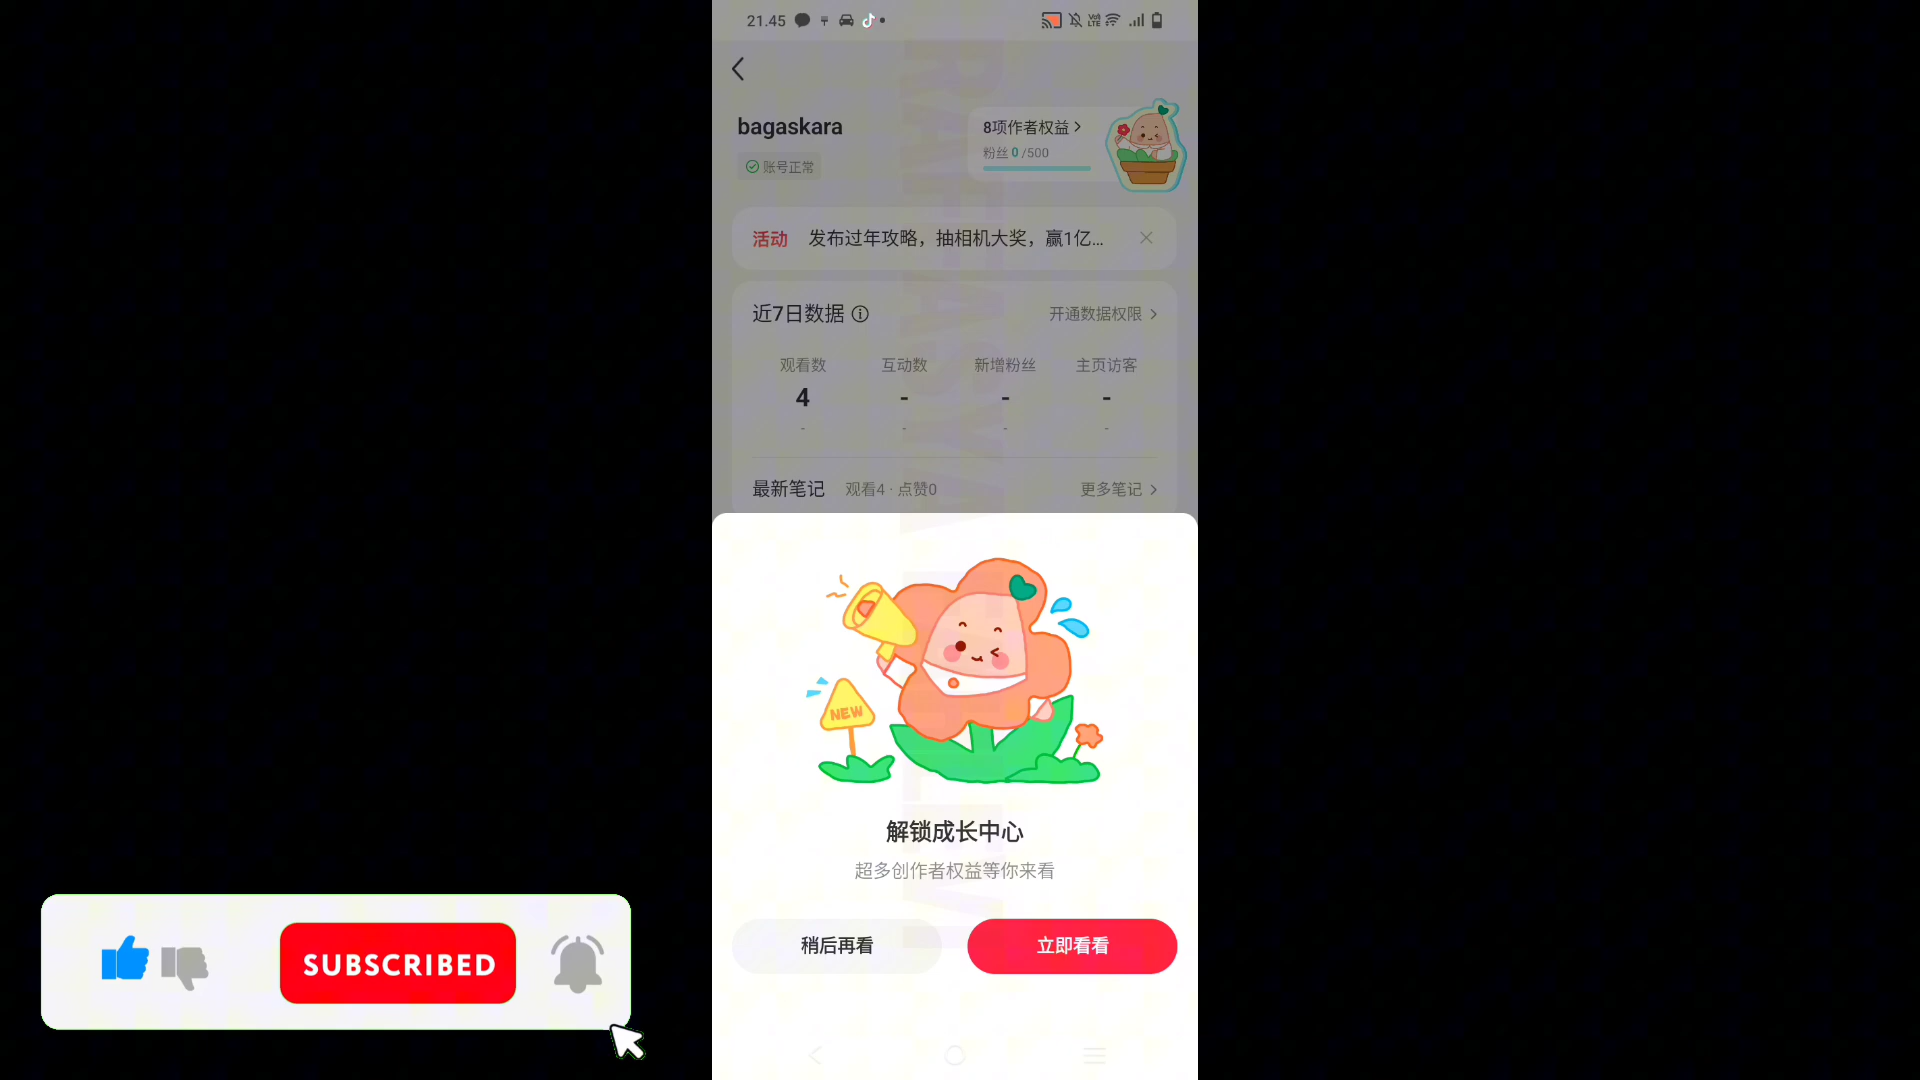 21.45
bagaskara
8项作者权益
粉丝 0 /500
账号正常
活动 发布过年攻略，抽相机大奖，赢1亿...
近7日数据
开通数据权限
观看数 互动数 新增粉丝 主页访客
4 - - -
- - - -
最新笔记 观看4 · 点赞0 更多笔记
NEW
解锁成长中心
超多创作者权益等你来看
稍后再看 立即看看
SUBSCRIBED